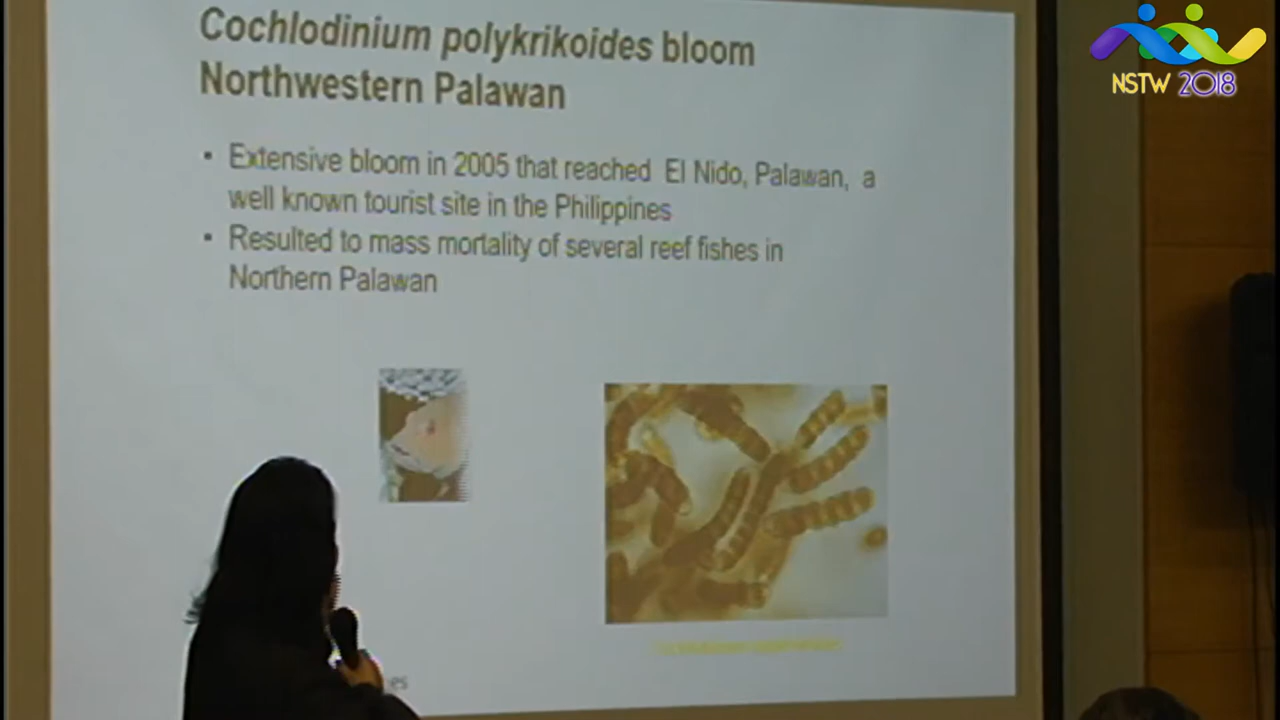 NSTW 2018
Cochlodinium polykrikoides bloom
Northwestern Palawan
• Extensive bloom in 2005 that reached El Nido, Palawan, a
well known tourist site in the Philippines
• Resulted to mass mortality of several reef fishes in
Northern Palawan
es